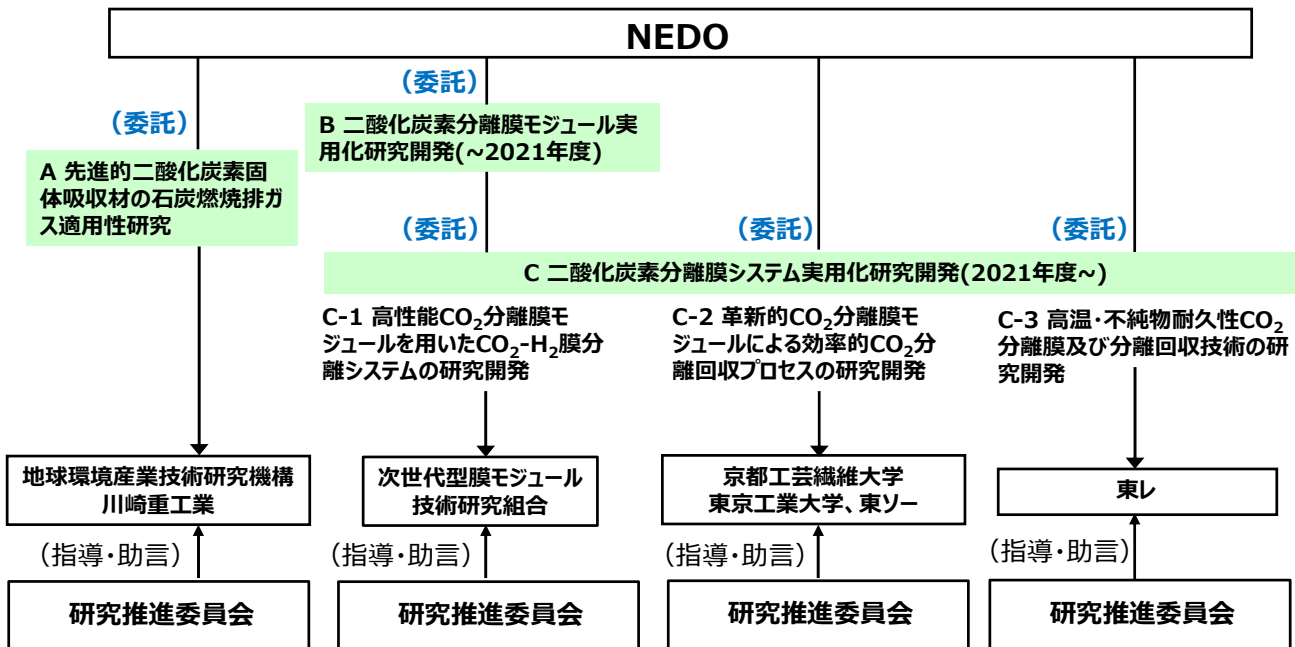 NEDO
（委託）
A 先進的二酸化炭素固
体吸収材の石炭燃焼排ガ
ス適用性研究
（委託）
B 二酸化炭素分離膜モジュール実
用化研究開発(~2021年度)
（委託）
（委託）
（委託）
C 二酸化炭素分離膜システム実用化研究開発(2021年度~)
C-1 高性能CO2分離膜モ
ジュールを用いたCO2-H2膜分
離システムの研究開発
C-2 革新的CO2分離膜モ
ジュールによる効率的CO2分
離回収プロセスの研究開発
C-3 高温・不純物耐久性CO2
分離膜及び分離回収技術の研
究開発
地球環境産業技術研究機構
川崎重工業
次世代型膜モジュール
技術研究組合
京都工芸繊維大学
東京工業大学、東ソー
東レ
（指導・助言）
（指導・助言）
（指導・助言）
（指導・助言）
研究推進委員会
研究推進委員会
研究推進委員会
研究推進委員会